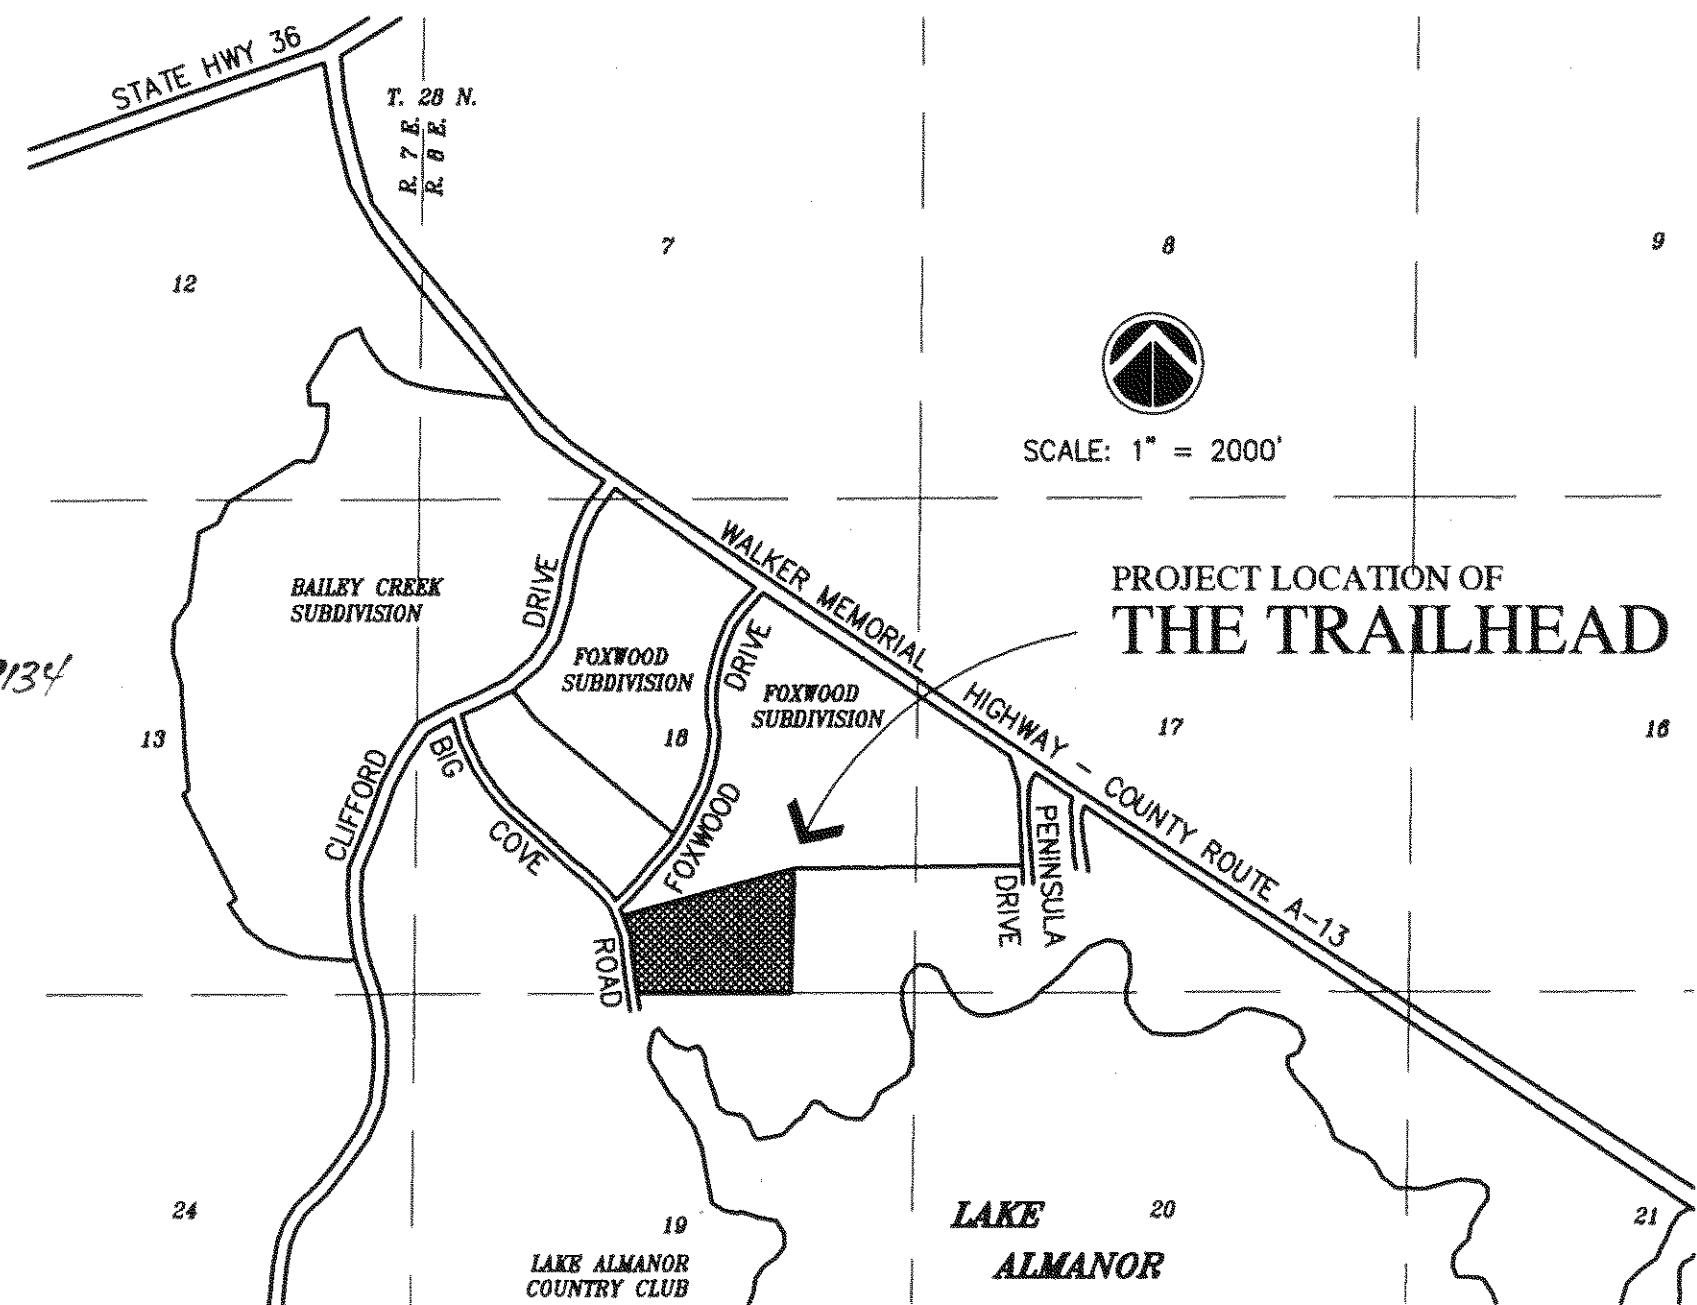 STATE HWY 36
T. 28 N.
R. 7 E.
R. 8 E.
7
8
9
12
SCALE: 1" = 2000'
WALKER MEMORIAL HIGHWAY - COUNTY ROUTE A-13
PROJECT LOCATION OF
THE TRAILHEAD
BAILEY CREEK
SUBDIVISION
CLIFFORD DRIVE
FOXWOOD
SUBDIVISION
FOXWOOD DRIVE
FOXWOOD
SUBDIVISION
134
13
18
17
16
BIG COVE ROAD
PENINSULA
DRIVE
24
19
20
21
LAKE
ALMANOR
LAKE ALMANOR
COUNTRY CLUB